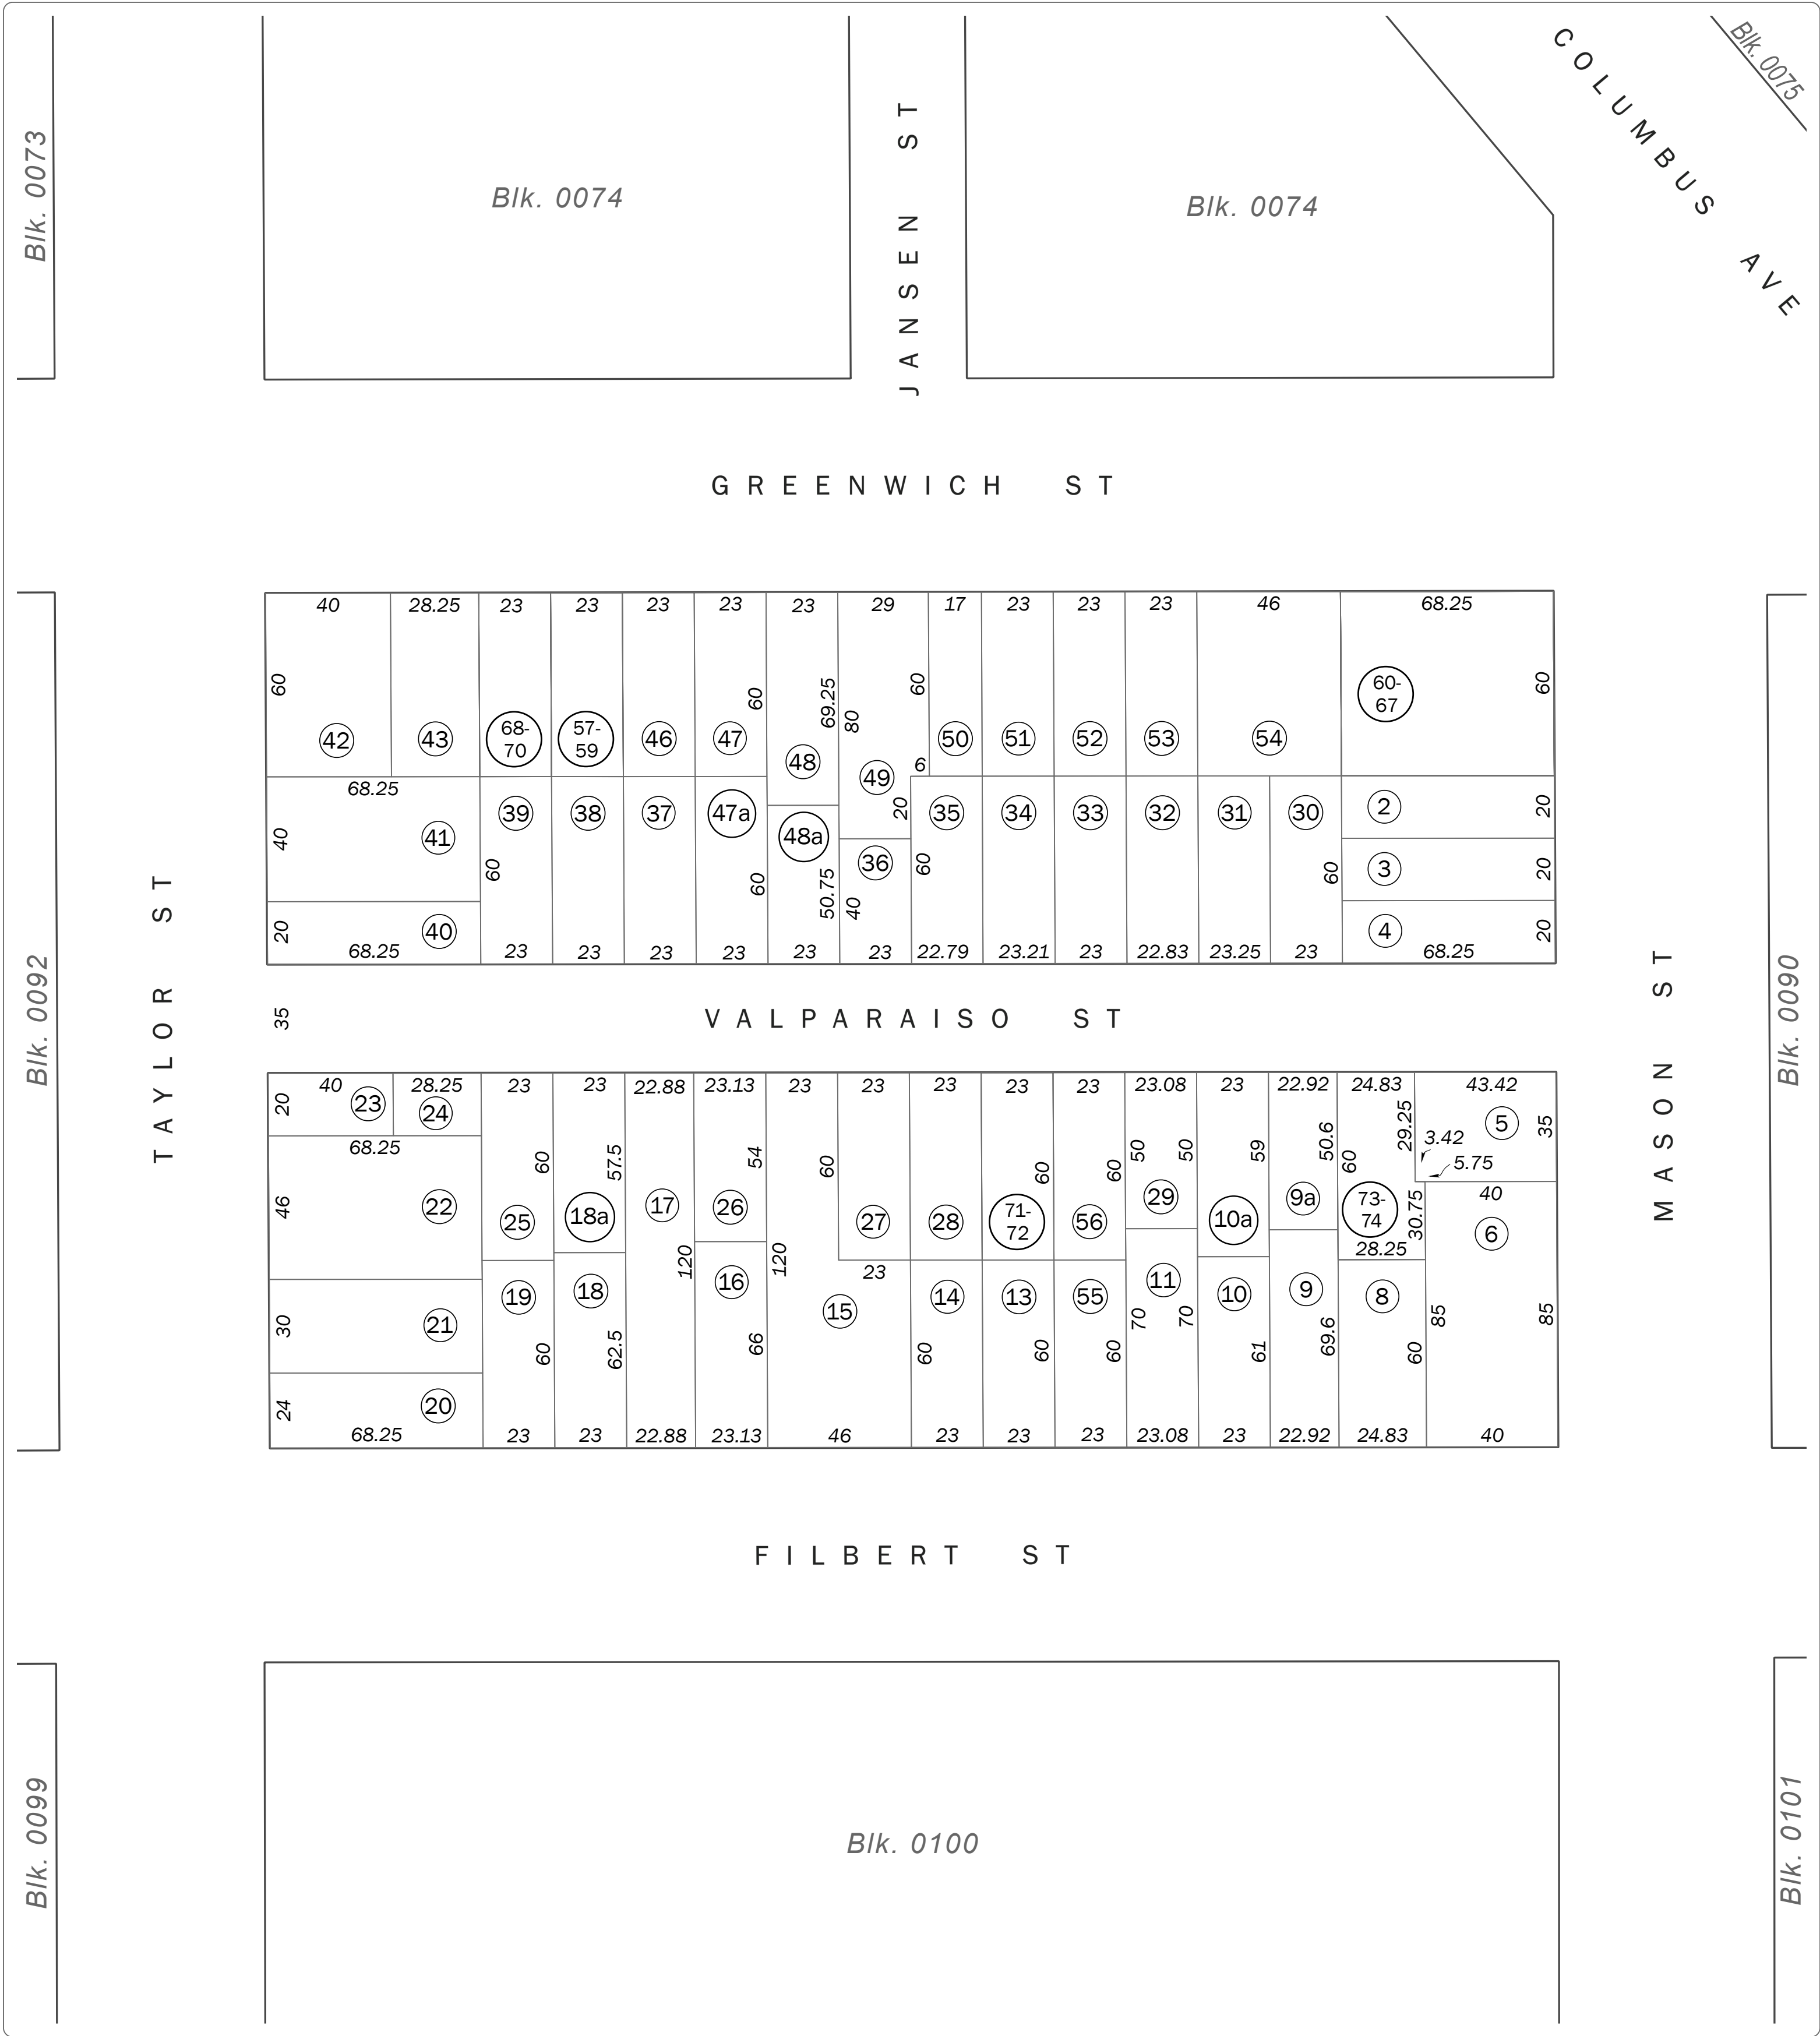 Blk. 0073
Blk. 0074
JANSEN ST
Blk. 0074
COLUMBUS AVE
Blk. 0075
GREENWICH ST
40 28.25 23 23 23 23 23 29 17 23 23 23 46 68.25
60 60 69.25 80 60 60
42 43 68-70 57-59 46 47 48 49 50 51 52 53 54 60-67
6
68.25 20
40 41 39 38 37 47a 48a 36 35 34 33 32 31 30 2 20
60 60 50.75 40 60 60 3 20
20 40 4 20
68.25 23 23 23 23 23 23 22.79 23.21 23 22.83 23.25 23 68.25
TAYLOR ST
Blk. 0092
35
VALPARAISO ST
MASON ST
Blk. 0090
40 28.25 23 23 22.88 23.13 23 23 23 23 23 23.08 23 22.92 24.83 43.42
20 23 24 29.25 5 35
68.25 3.42
5.75
60 57.5 54 60 60 60 50 50 59 50.6 60 30.75
46 22 25 18a 17 26 27 28 71-72 56 29 10a 9a 73-74 40
6
28.25
120 120 23
30 21 19 18 16 15 14 13 55 11 10 9 8
60 62.5 66 60 60 60 70 70 61 69.6 60 85 85
24 20
68.25 23 23 22.88 23.13 46 23 23 23 23.08 23 22.92 24.83 40
FILBERT ST
Blk. 0099
Blk. 0100
Blk. 0101